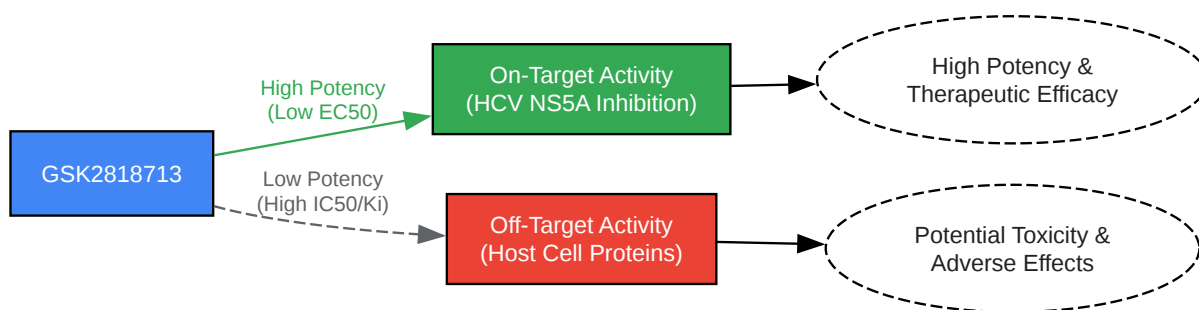 GSK2818713
High Potency
(Low EC50)
On-Target Activity
(HCV NS5A Inhibition)
High Potency &
Therapeutic Efficacy
Low Potency
(High IC50/Ki)
Off-Target Activity
(Host Cell Proteins)
Potential Toxicity &
Adverse Effects